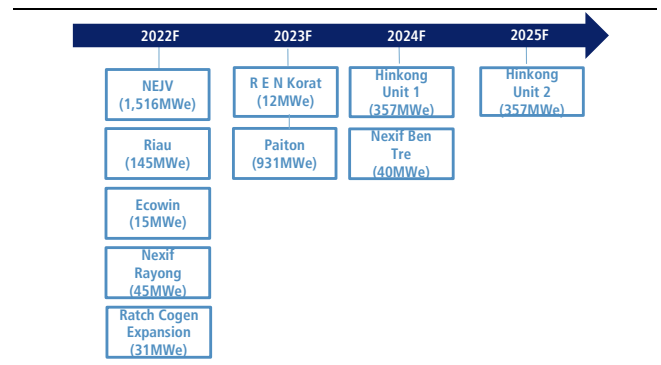 2022F 2023F 2024F 2025F
NEJV
(1,516MWe)
R E N Korat
(12MWe)
Hinkong
Unit 1
(357MWe)
Hinkong
Unit 2
(357MWe)
Riau
(145MWe)
Paiton
(931MWe)
Nexif Ben
Tre
(40MWe)
Ecowin
(15MWe)
Nexif
Rayong
(45MWe)
Ratch Cogen
Expansion
(31MWe)